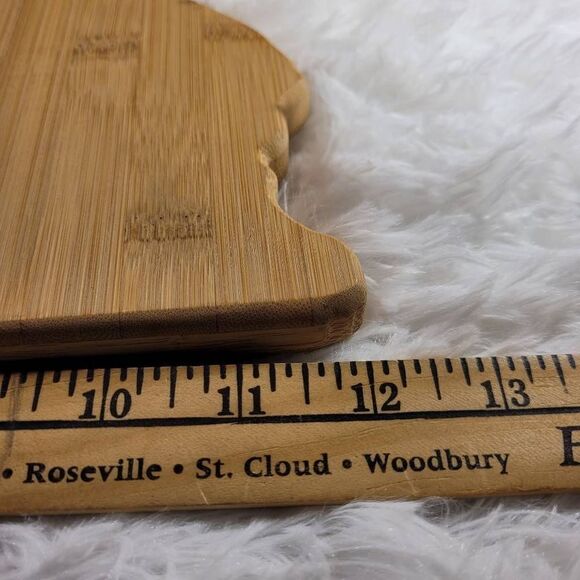 10 11 12 13
• Roseville • St. Cloud • Woodbury